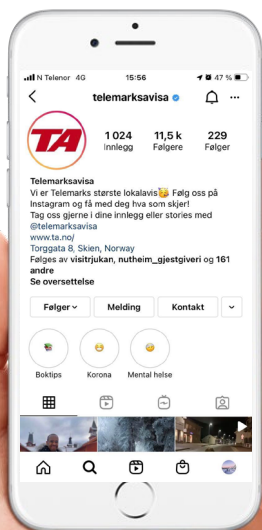 N Telenor 4G 15:56 47 %
telemarksavisa
TA
1 024 11,5 k 229
Innlegg Følgere Følger
Telemarksavisa
Vi er Telemarks største lokalavis🥳 Følg oss på
Instagram og få med deg hva som skjer!
Tag oss gjerne i dine innlegg eller stories med
@telemarksavisa
www.ta.no/
Torggata 8, Skien, Norway
Følges av visitrjukan, nutheim_gjestgiveri og 161
andre
Se oversettelse
Følger Melding Kontakt
Boktips Korona Mental helse